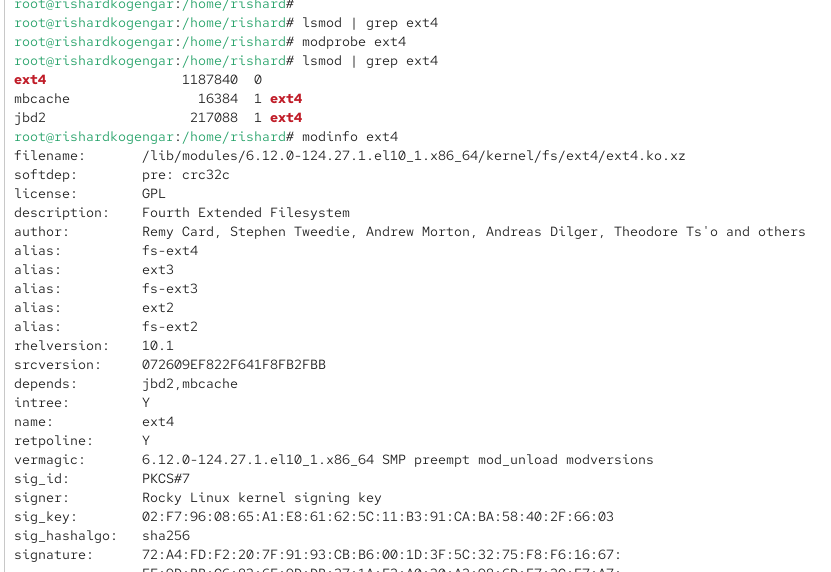 root@rishardkogengar:/home/rishard#
root@rishardkogengar:/home/rishard# lsmod | grep ext4
root@rishardkogengar:/home/rishard# modprobe ext4
root@rishardkogengar:/home/rishard# lsmod | grep ext4
ext4                 1187840  0
mbcache                16384  1 ext4
jbd2                  217088  1 ext4
root@rishardkogengar:/home/rishard# modinfo ext4
filename:       /lib/modules/6.12.0-124.27.1.el10_1.x86_64/kernel/fs/ext4/ext4.ko.xz
softdep:        pre: crc32c
license:        GPL
description:    Fourth Extended Filesystem
author:         Remy Card, Stephen Tweedie, Andrew Morton, Andreas Dilger, Theodore Ts'o and others
alias:          fs-ext4
alias:          ext3
alias:          fs-ext3
alias:          ext2
alias:          fs-ext2
rhelversion:    10.1
srcversion:     072609EF822F641F8FB2FBB
depends:        jbd2,mbcache
intree:         Y
name:           ext4
retpoline:      Y
vermagic:       6.12.0-124.27.1.el10_1.x86_64 SMP preempt mod_unload modversions
sig_id:         PKCS#7
signer:         Rocky Linux kernel signing key
sig_key:        02:F7:96:08:65:A1:E8:61:62:5C:11:B3:91:CA:BA:58:40:2F:66:03
sig_hashalgo:   sha256
signature:      72:A4:FD:F2:20:7F:91:93:CB:B6:00:1D:3F:5C:32:75:F8:F6:16:67: